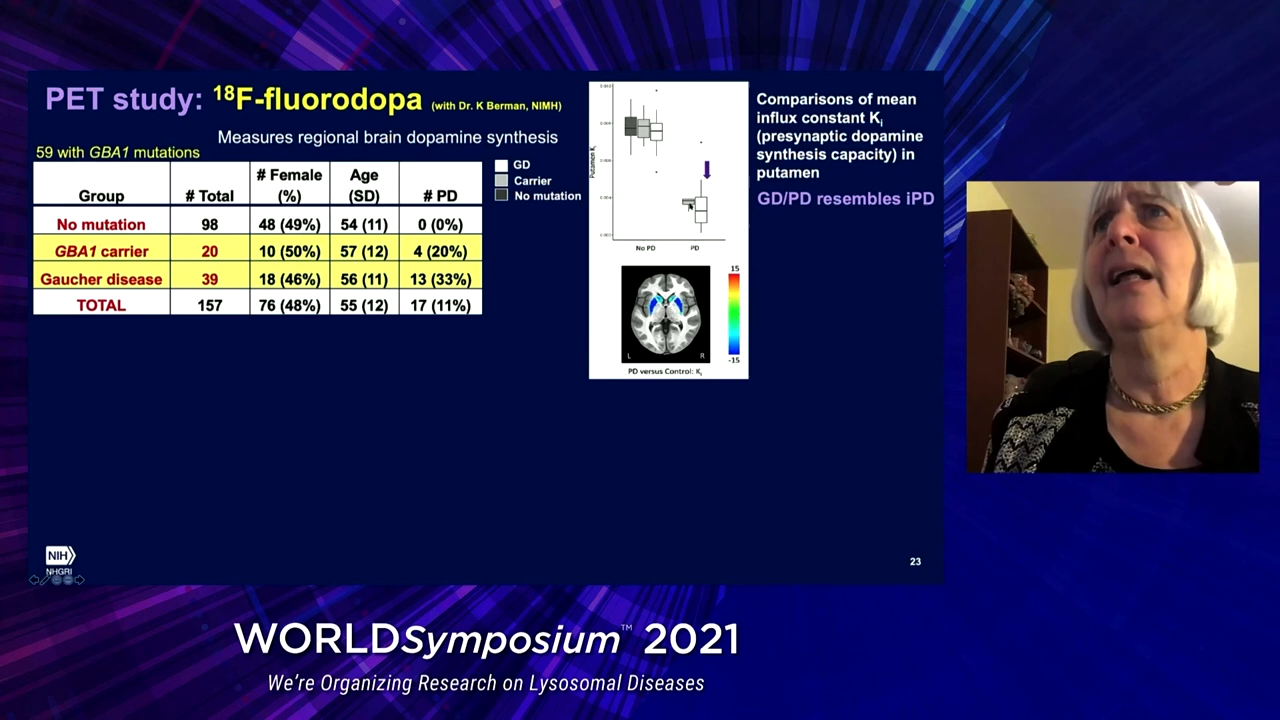 PET study: ¹⁸F-fluorodopa (with Dr. K Berman, NIMH)
Measures regional brain dopamine synthesis
59 with GBA1 mutations
Group # Total # Female (%) Age (SD) # PD
No mutation 98 48 (49%) 54 (11) 0 (0%)
GBA1 carrier 20 10 (50%) 57 (12) 4 (20%)
Gaucher disease 39 18 (46%) 56 (11) 13 (33%)
TOTAL 157 76 (48%) 55 (12) 17 (11%)
GD
Carrier
No mutation
Putamen Kᵢ
No PD PD
15
-15
L R
PD versus Control: Kᵢ
Comparisons of mean
influx constant Kᵢ
(presynaptic dopamine
synthesis capacity) in
putamen
GD/PD resembles iPD
NIH
NHGRI
23
WORLDSymposium™ 2021
We're Organizing Research on Lysosomal Diseases